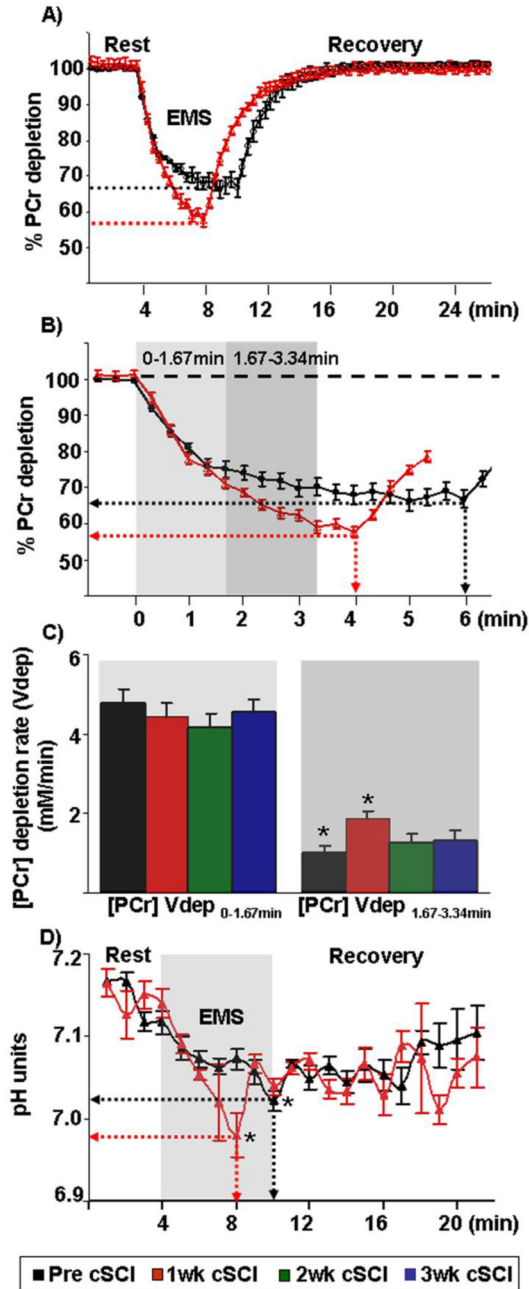 A)
Rest
Recovery
EMS
% PCr depletion
100
90
80
70
60
50
4 8 12 16 20 24 (min)
B)
0-1.67min 1.67-3.34min
% PCr depletion
100
90
80
70
60
50
0 1 2 3 4 5 6 (min)
C)
[PCr] depletion rate (Vdep)
(mM/min)
6
4
2
* *
[PCr] Vdep 0-1.67min
[PCr] Vdep 1.67-3.34min
D)
Rest
Recovery
EMS
pH units
7.2
7.1
7.0
6.9
* *
4 8 12 16 20 (min)
Pre cSCI 1wk cSCI 2wk cSCI 3wk cSCI